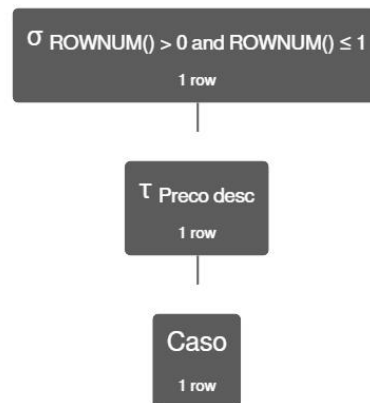 σ ROWNUM() > 0 and ROWNUM() ≤ 1
1 row
τ Preco desc
1 row
Caso
1 row